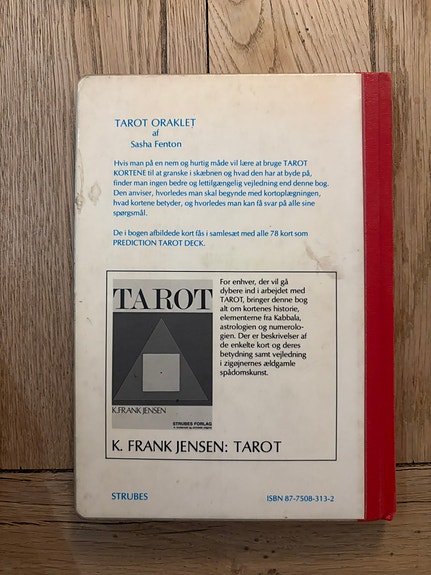 TAROT ORAKLET
af
Sasha Fenton
Hvis man på en nem og hurtig måde vil lære at bruge TAROT
KORTENE til at granske i skæbnen og hvad den har at byde på,
finder man ingen bedre og lettilgængelig vejledning end denne bog.
Den anviser, hvorledes man skal begynde med kortoplægningen,
hvad kortene betyder, og hvorledes man kan få svar på alle sine
spørgsmål.
De i bogen afbildede kort fås i samlesæt med alle 78 kort som
PREDICTION TAROT DECK.
TAROT
K.FRANK JENSEN
STRUBES FORLAG
For enhver, der vil gå
dybere ind i arbejdet med
TAROT, bringer denne bog
alt om kortenes historie,
elementerne fra Kabbala,
astrologien og numerolo-
gien. Der er beskrivelser af
de enkelte kort og deres
betydning samt vejledning
i zigøjnernes ældgamle
spådomskunst.
K. FRANK JENSEN: TAROT
STRUBES
ISBN 87-7508-313-2